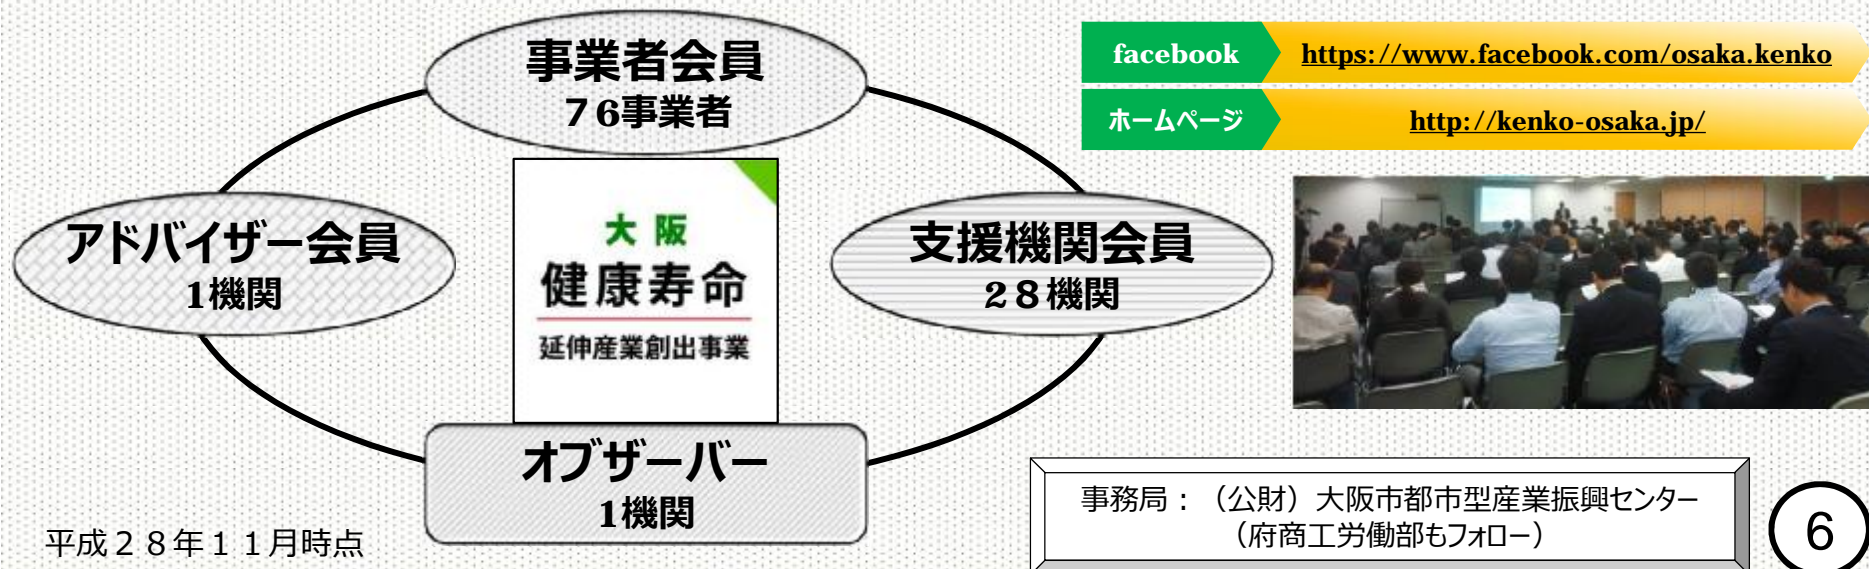 事業者会員
７6事業者
facebook
https://www.facebook.com/osaka.kenko
ホームページ
http://kenko-osaka.jp/
アドバイザー会員
1機関
大阪
健康寿命
延伸産業創出事業
支援機関会員
２８機関
オブザーバー
1機関
事務局：（公財）大阪市都市型産業振興センター
（府商工労働部もフォロー）
平成２８年１１月時点
6